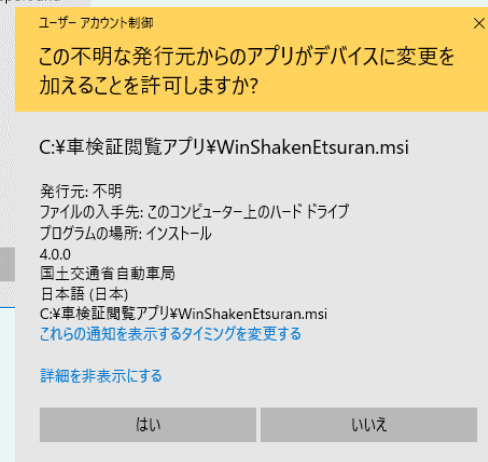 ユーザー アカウント制御
×
この不明な発行元からのアプリがデバイスに変更を
加えることを許可しますか?
C:¥車検証閲覧アプリ¥WinShakenEtsuran.msi
発行元: 不明
ファイルの入手先: このコンピューター上のハード ドライブ
プログラムの場所: インストール
4.0.0
国土交通省自動車局
日本語 (日本)
C:¥車検証閲覧アプリ¥WinShakenEtsuran.msi
これらの通知を表示するタイミングを変更する
詳細を非表示にする
はい
いいえ